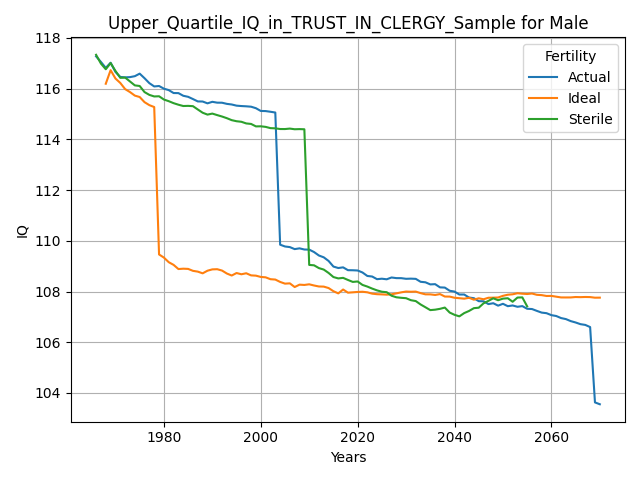 Upper_Quartile_IQ_in_TRUST_IN_CLERGY_Sample for Male
118
116
114
112
110
108
106
104
IQ
1980
2000
2020
2040
2060
Years
Fertility
Actual
Ideal
Sterile